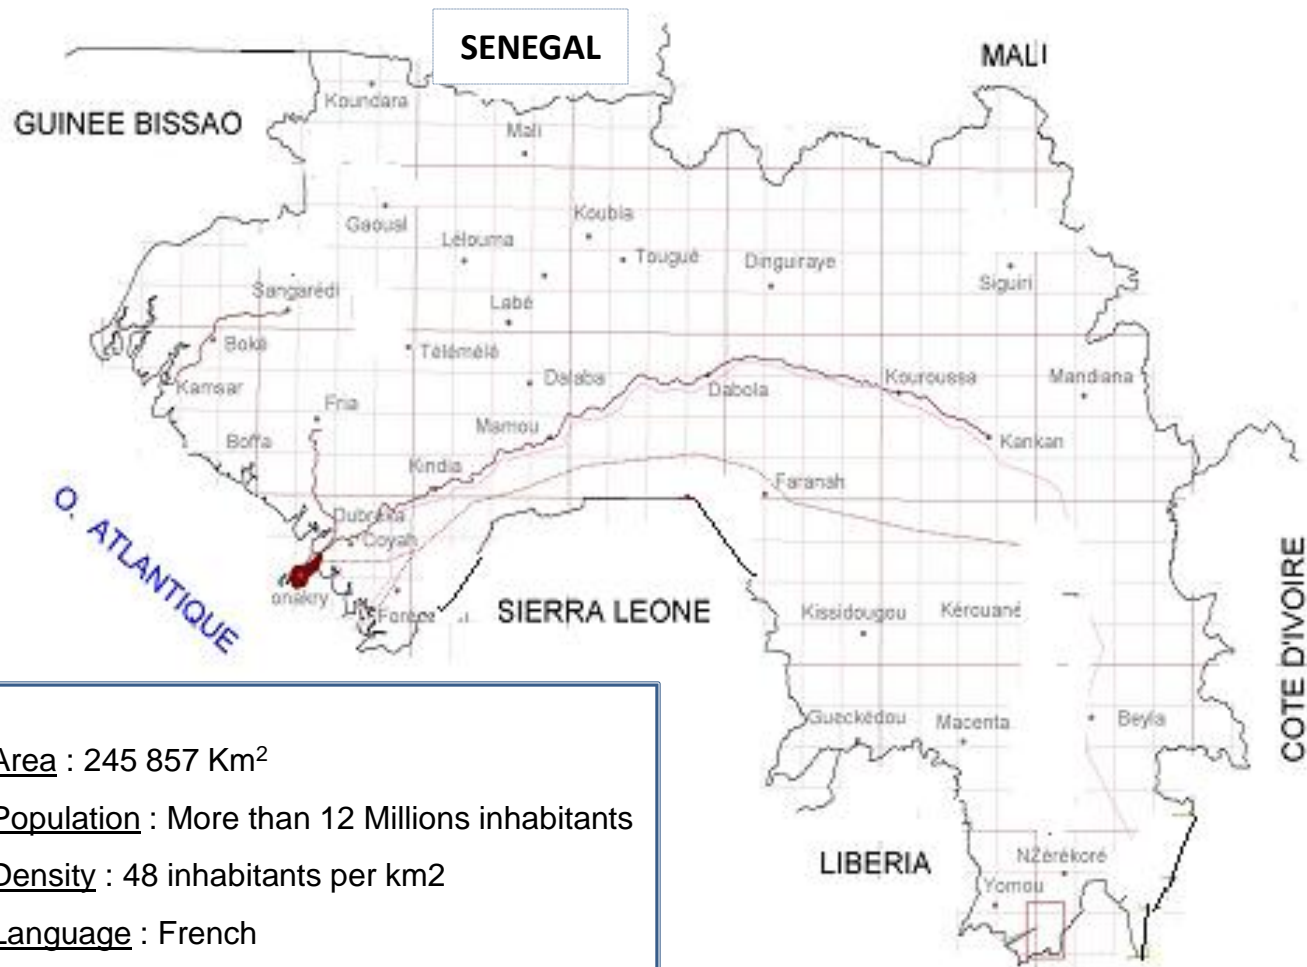 SENEGAL
MALI
GUINEE BISSAO
Koundara
Mali
Gaoual
Koubia
Lélouma
Tougué
Dinguiraye
Siguiri
Sangarédi
Labé
Boké
Télémélé
Kamsar
Dalaba
Dabola
Kouroussa
Mandiana
Fria
Boffa
Mamou
Kankan
Kindia
Faranah
O. ATLANTIQUE
Dubréka
Coyah
onakry
SIERRA LEONE
Kissidougou
Kérouané
COTE D'IVOIRE
Gueckédou
Macenta
Beyla
Area : 245 857 Km²
Population : More than 12 Millions inhabitants
Density : 48 inhabitants per km2
Language : French
LIBERIA
NZérékoré
Yomou